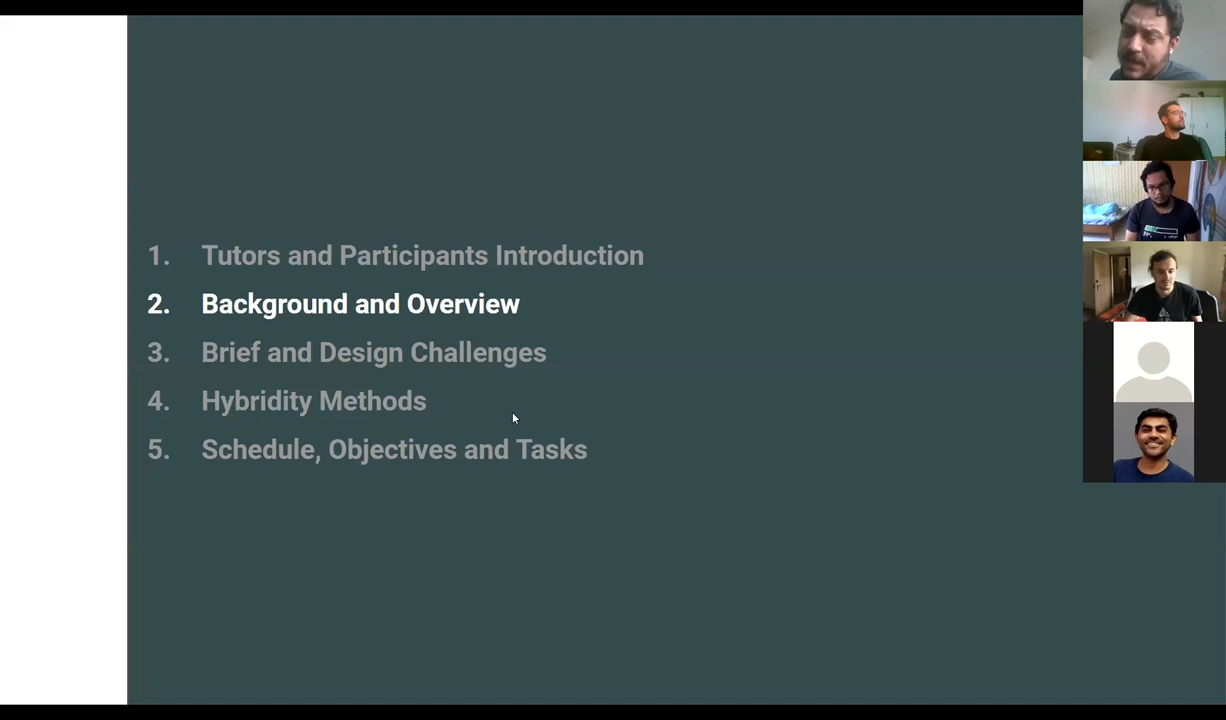 1. Tutors and Participants Introduction
2. Background and Overview
3. Brief and Design Challenges
4. Hybridity Methods
5. Schedule, Objectives and Tasks